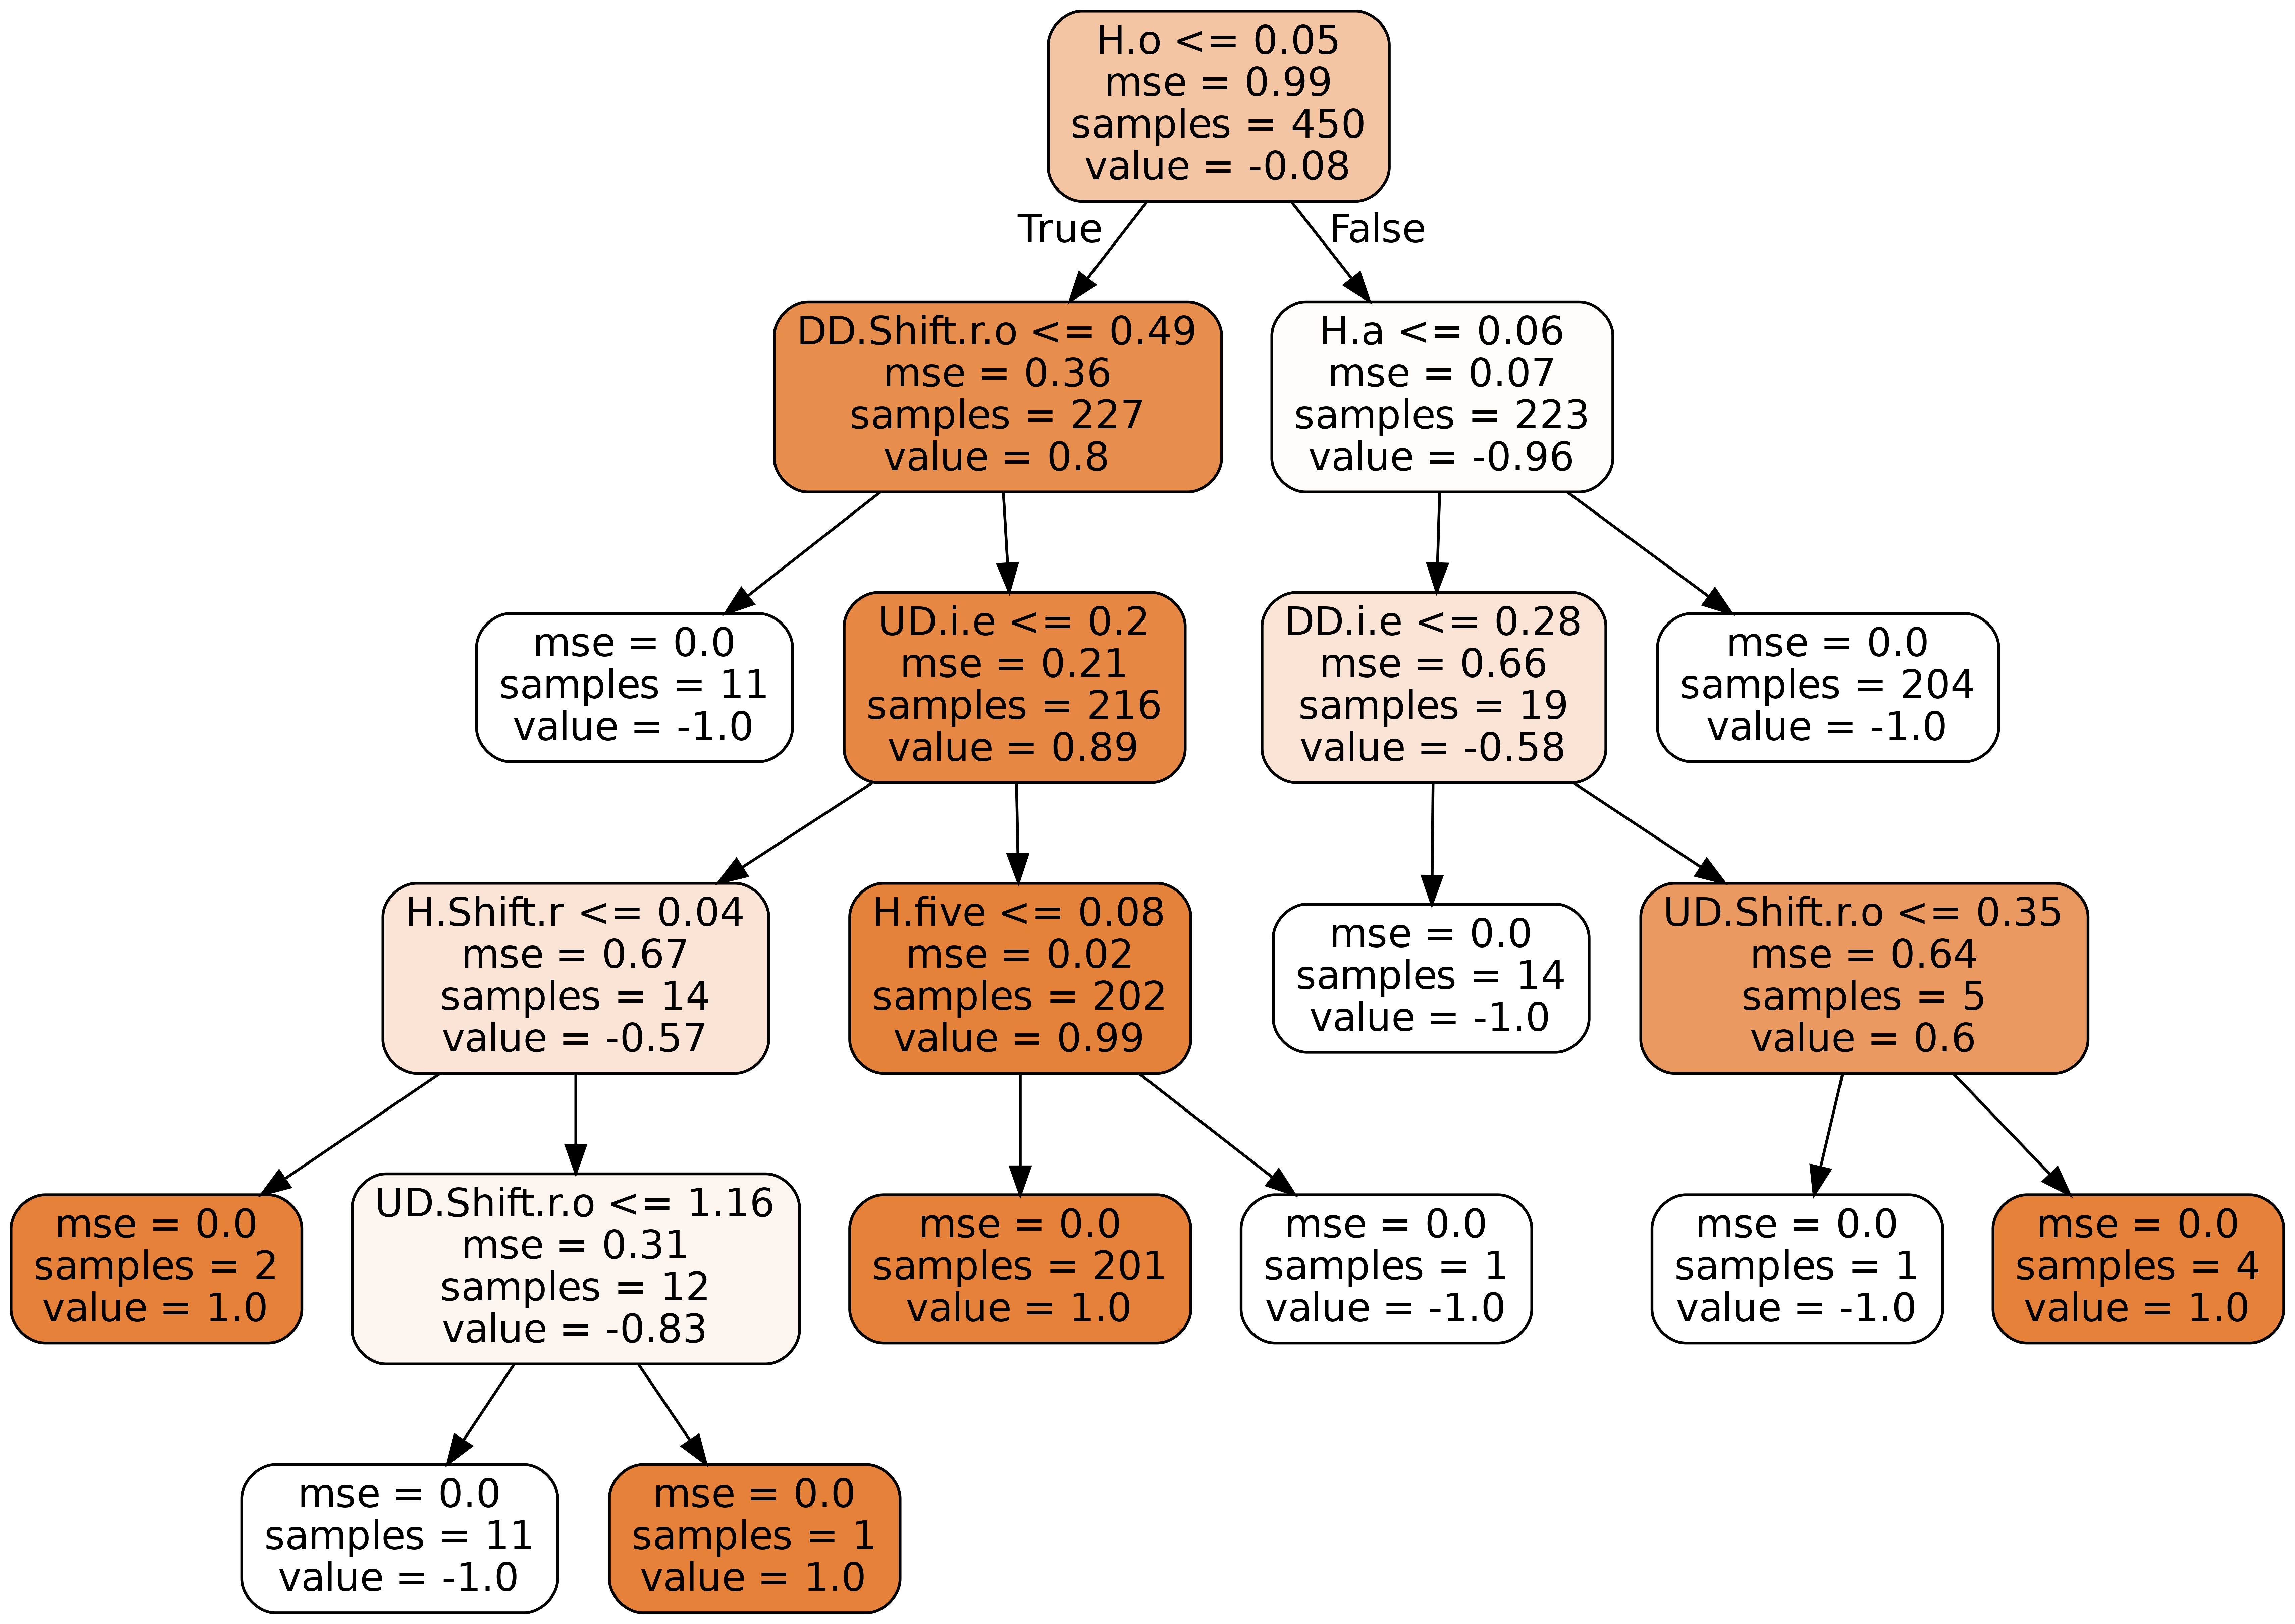 H.o <= 0.05
mse = 0.99
samples = 450
value = -0.08
True
False
DD.Shift.r.o <= 0.49
mse = 0.36
samples = 227
value = 0.8
H.a <= 0.06
mse = 0.07
samples = 223
value = -0.96
mse = 0.0
samples = 11
value = -1.0
UD.i.e <= 0.2
mse = 0.21
samples = 216
value = 0.89
DD.i.e <= 0.28
mse = 0.66
samples = 19
value = -0.58
mse = 0.0
samples = 204
value = -1.0
H.Shift.r <= 0.04
mse = 0.67
samples = 14
value = -0.57
H.five <= 0.08
mse = 0.02
samples = 202
value = 0.99
mse = 0.0
samples = 14
value = -1.0
UD.Shift.r.o <= 0.35
mse = 0.64
samples = 5
value = 0.6
mse = 0.0
samples = 2
value = 1.0
UD.Shift.r.o <= 1.16
mse = 0.31
samples = 12
value = -0.83
mse = 0.0
samples = 201
value = 1.0
mse = 0.0
samples = 1
value = -1.0
mse = 0.0
samples = 1
value = -1.0
mse = 0.0
samples = 4
value = 1.0
mse = 0.0
samples = 11
value = -1.0
mse = 0.0
samples = 1
value = 1.0